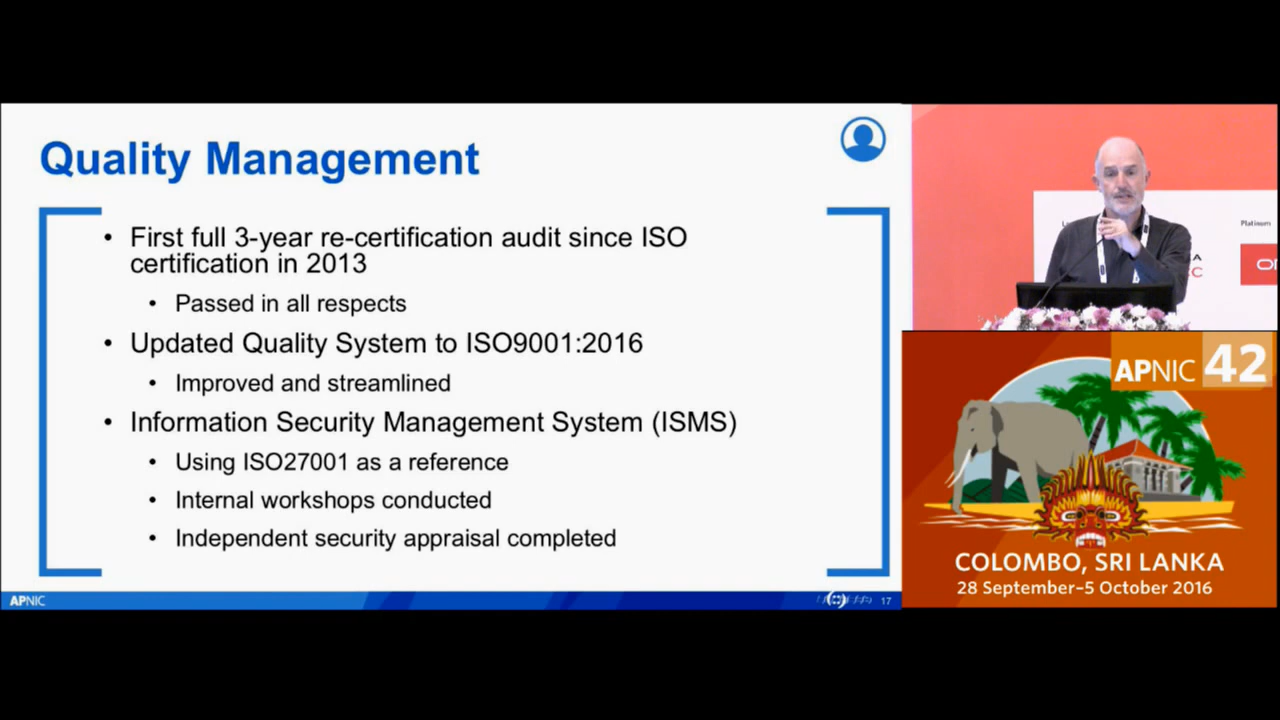 Quality Management
• First full 3-year re-certification audit since ISO
certification in 2013
• Passed in all respects
• Updated Quality System to ISO9001:2016
• Improved and streamlined
• Information Security Management System (ISMS)
• Using ISO27001 as a reference
• Internal workshops conducted
• Independent security appraisal completed
APNIC
17
Platinum
APNIC 42
COLOMBO, SRI LANKA
28 September–5 October 2016